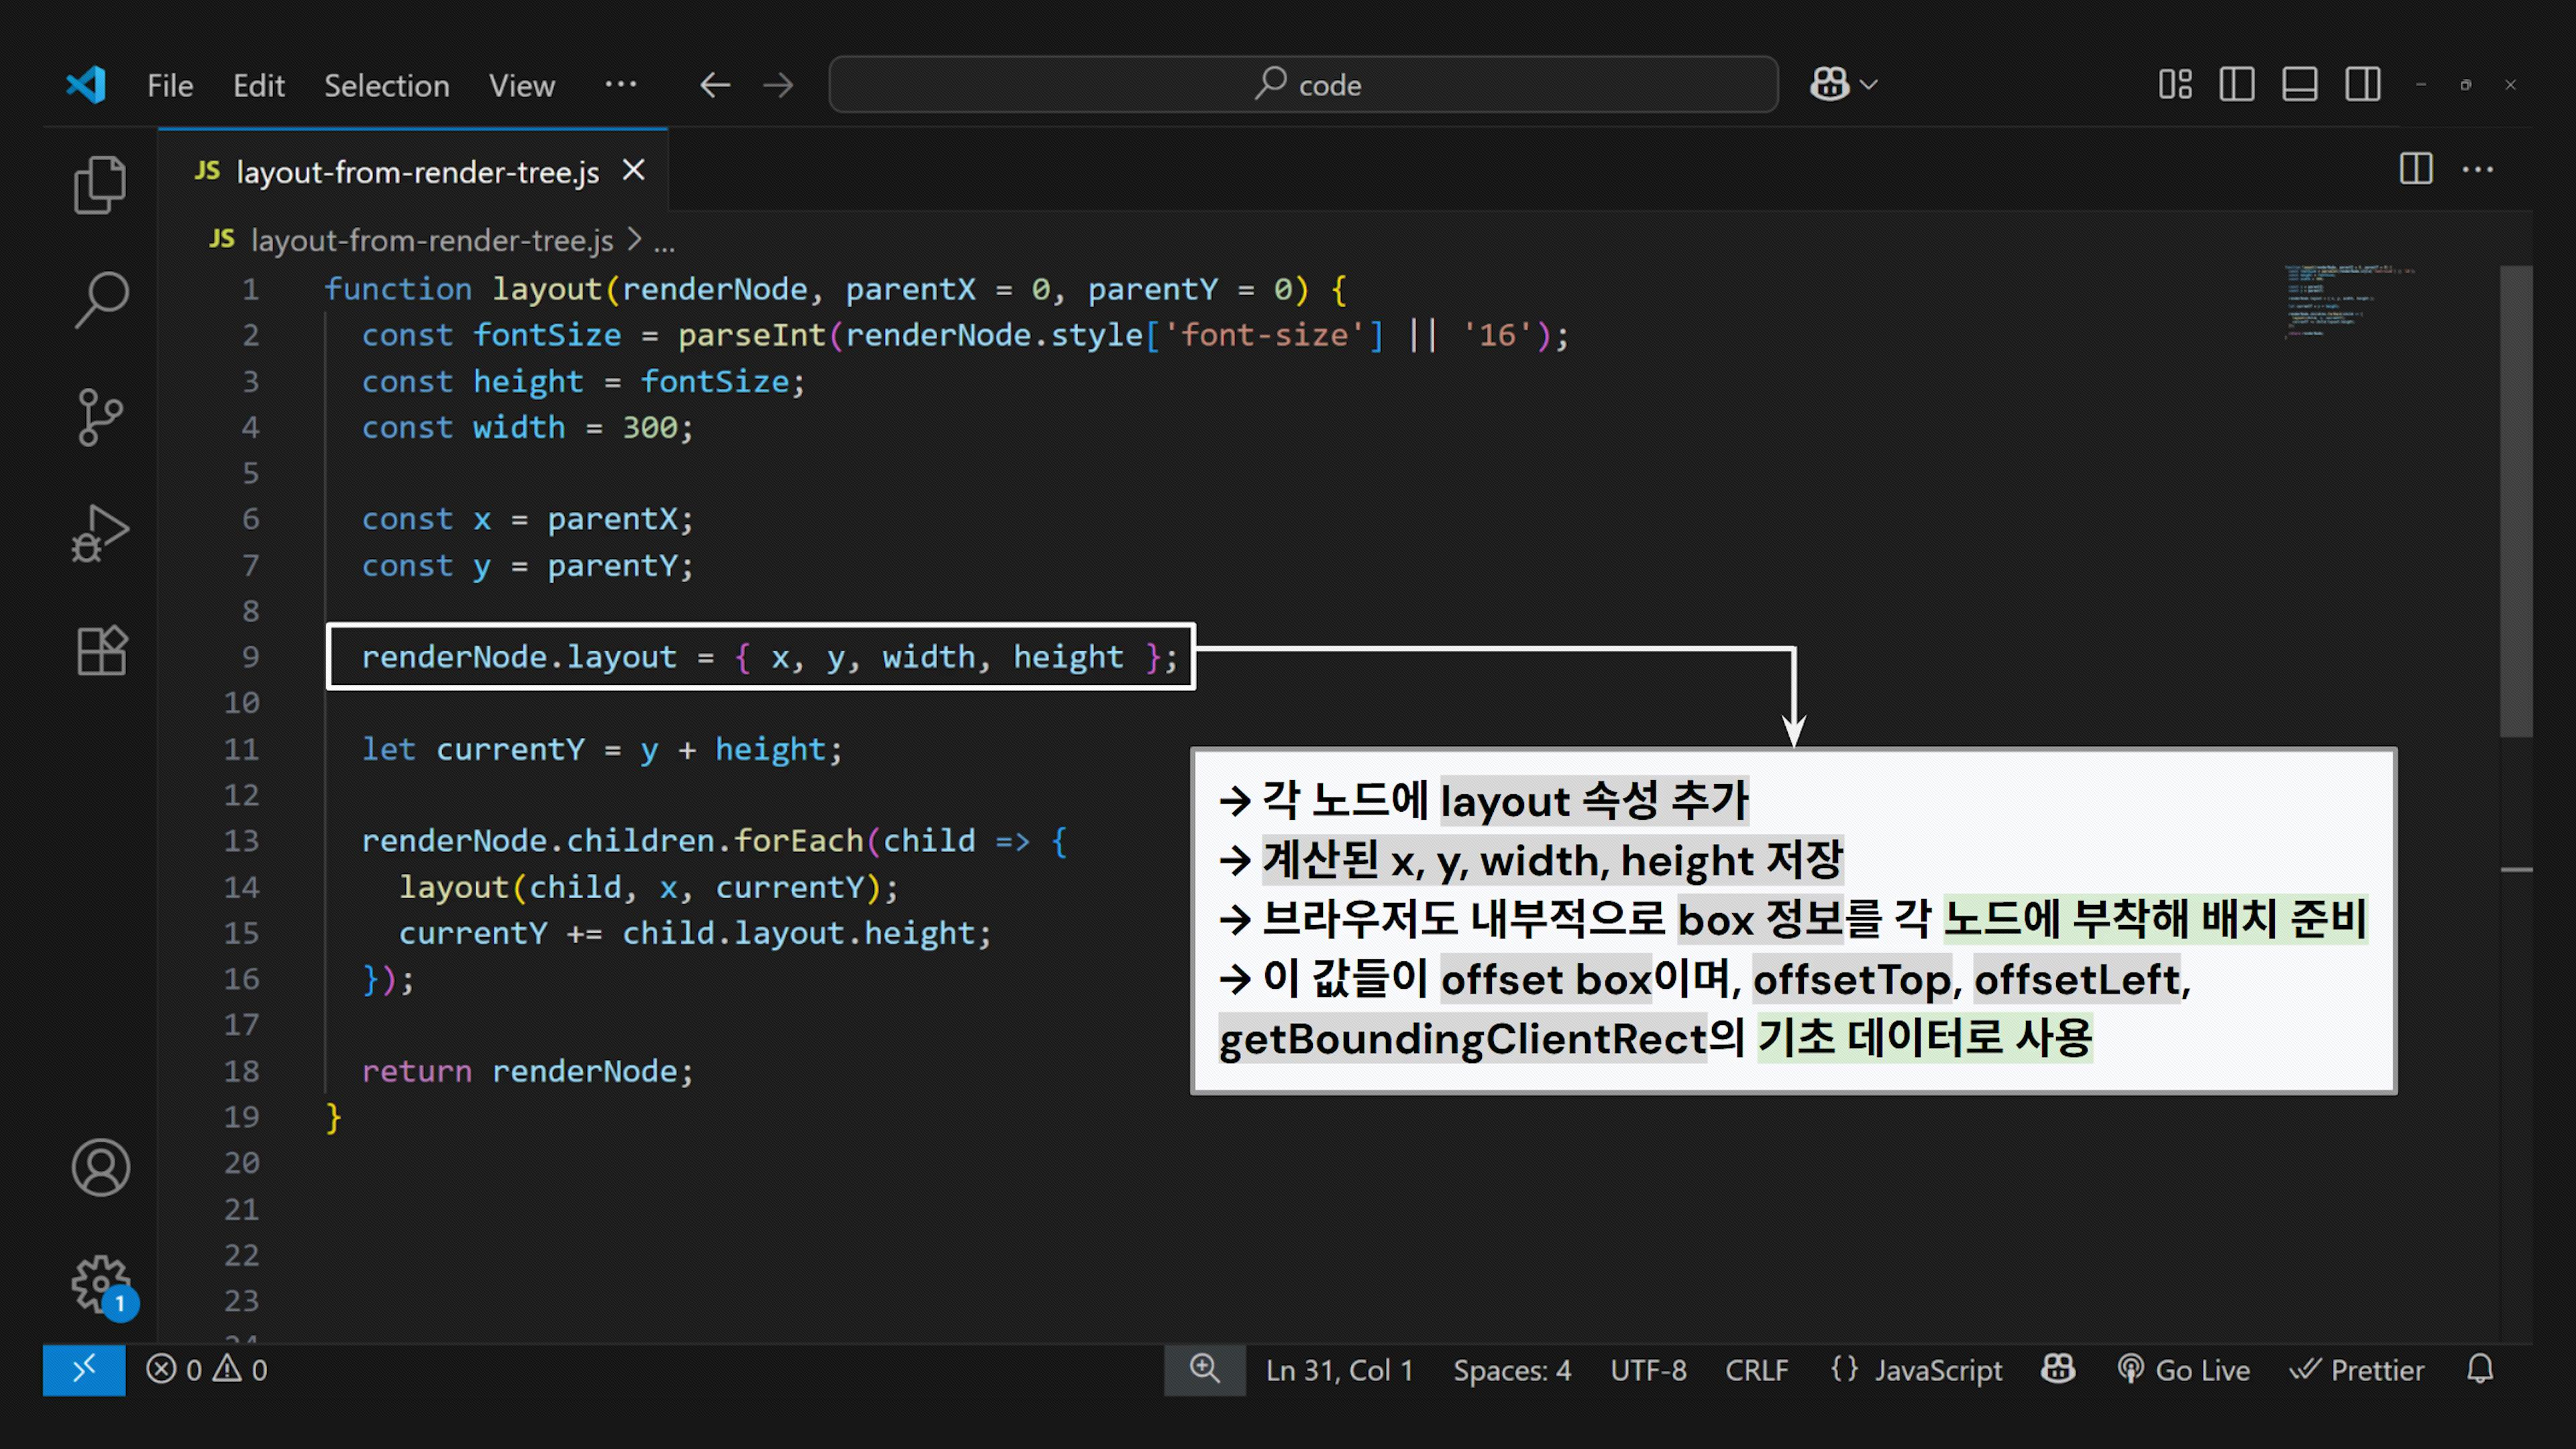 File Edit Selection View ··· code
JS layout-from-render-tree.js
JS layout-from-render-tree.js > ...
1 function layout(renderNode, parentX = 0, parentY = 0) {
2 const fontSize = parseInt(renderNode.style['font-size'] || '16');
3 const height = fontSize;
4 const width = 300;
5
6 const x = parentX;
7 const y = parentY;
8
9 renderNode.layout = { x, y, width, height };
10
11 let currentY = y + height;
12
13 renderNode.children.forEach(child => {
14 layout(child, x, currentY);
15 currentY += child.layout.height;
16 });
17
18 return renderNode;
19 }
20
21
22
23
24
→ 각 노드에 layout 속성 추가
→ 계산된 x, y, width, height 저장
→ 브라우저도 내부적으로 box 정보를 각 노드에 부착해 배치 준비
→ 이 값들이 offset box이며, offsetTop, offsetLeft,
getBoundingClientRect의 기초 데이터로 사용
1
0 0 Ln 31, Col 1 Spaces: 4 UTF-8 CRLF {} JavaScript Go Live Prettier